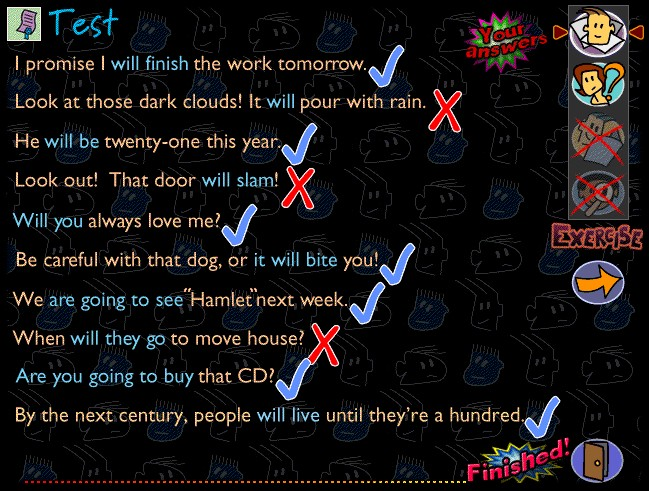 Test
Your answers
I promise I will finish the work tomorrow.
Look at those dark clouds! It will pour with rain.
He will be twenty-one this year.
Look out! That door will slam!
Will you always love me?
EXERCISE
Be careful with that dog, or it will bite you!
We are going to see "Hamlet" next week.
When will they go to move house?
Are you going to buy that CD?
By the next century, people will live until they're a hundred.
Finished!